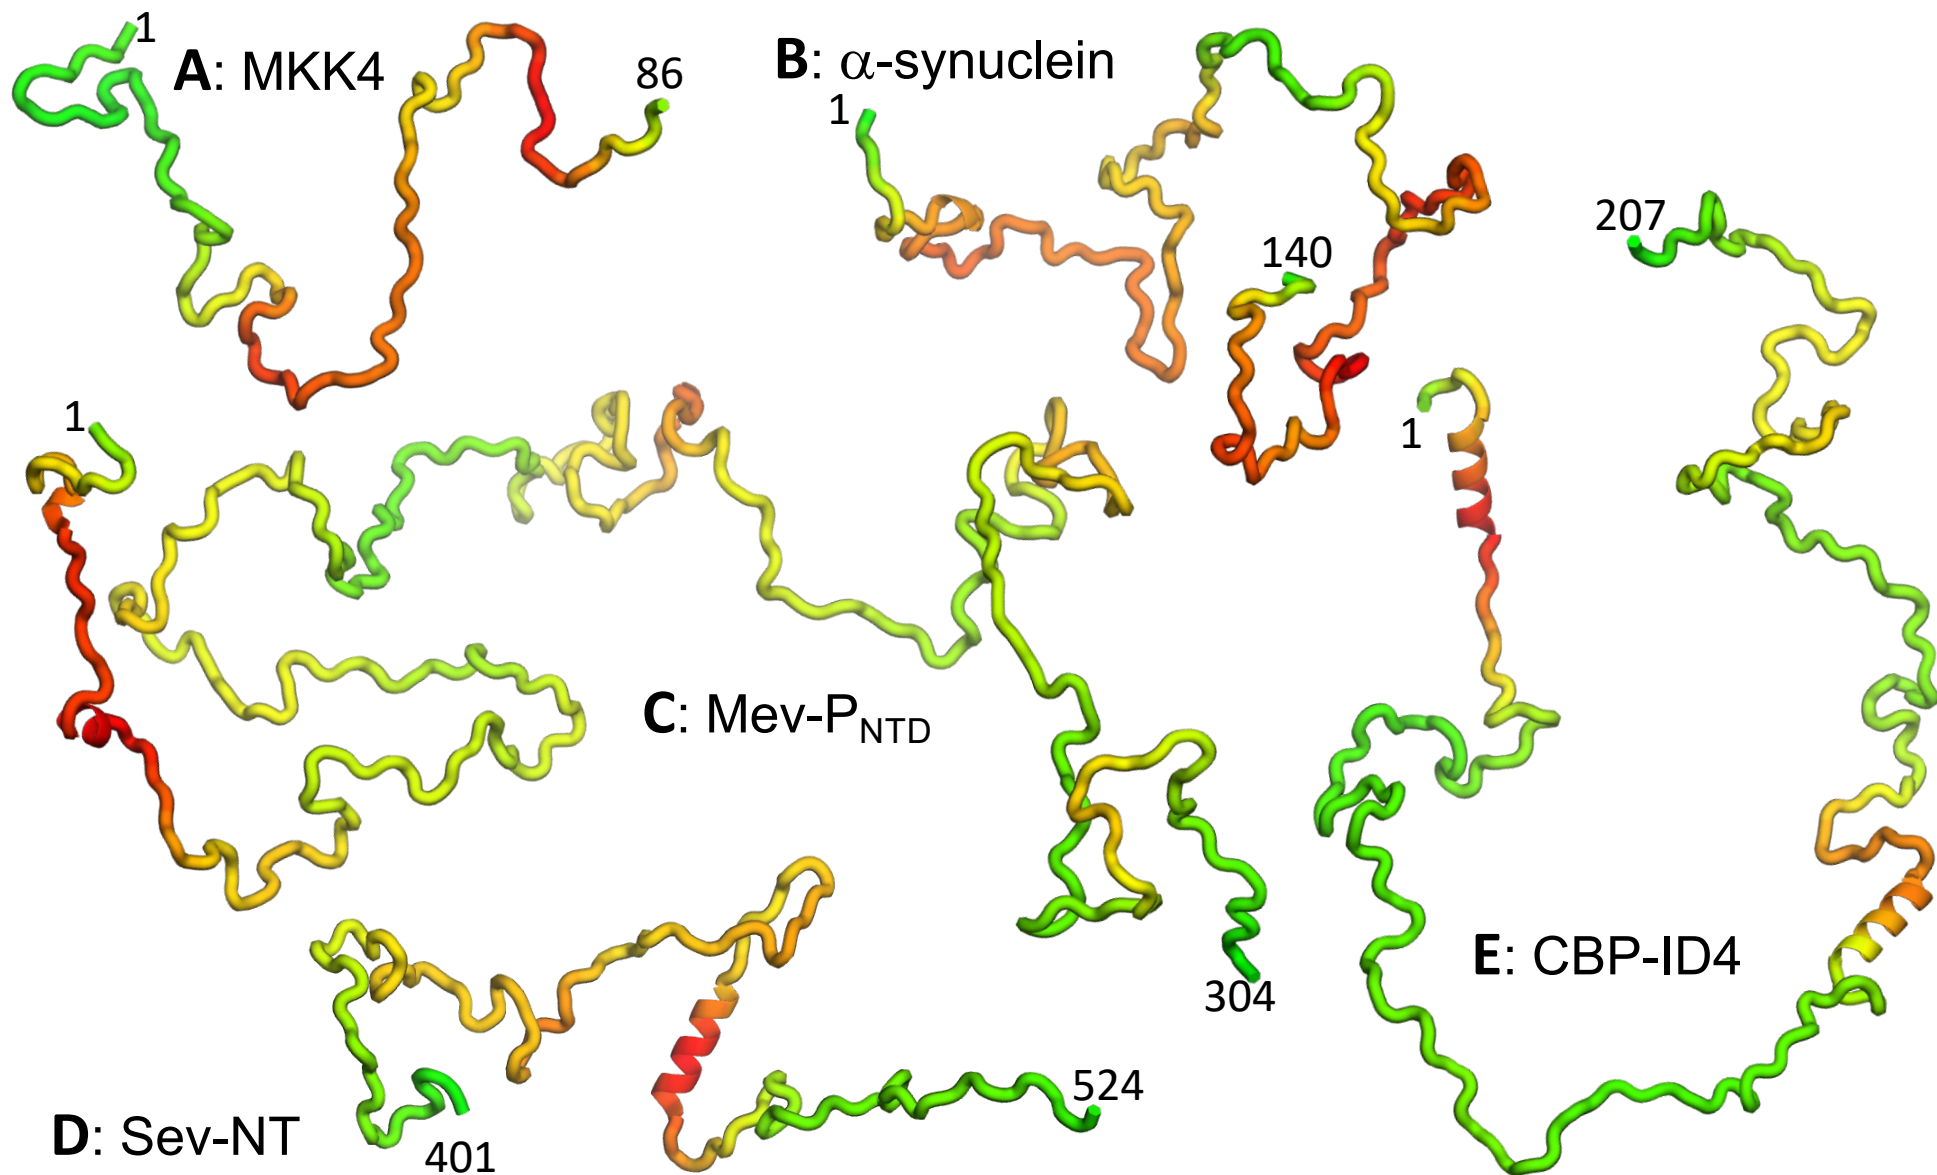 1
A: MKK4
86
B: α-synuclein
1
140
207
1
1
C: Mev-PNTD
304
E: CBP-ID4
D: Sev-NT
401
524